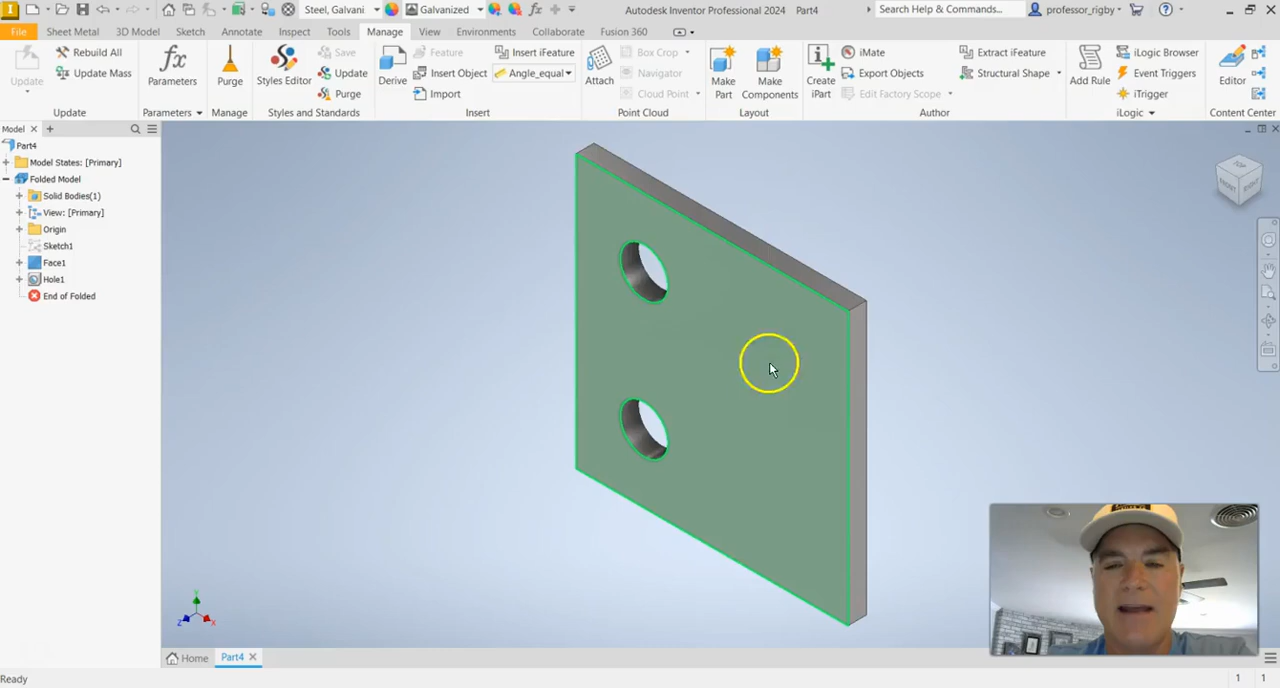 Steel, Galvani Galvanized Autodesk Inventor Professional 2024 Part4 Search Help & Commands... professor_rigby
File Sheet Metal 3D Model Sketch Annotate Inspect Tools Manage View Environments Collaborate Fusion 360
Update
Rebuild All
Update Mass
Update
fx
Parameters
Parameters
Purge
Manage
Styles Editor
Save
Update
Purge
Styles and Standards
Derive
Feature
Insert Object
Import
Insert iFeature
Angle_equal
Insert
Attach
Box Crop
Navigator
Cloud Point
Point Cloud
Make Part
Make Components
Layout
Create iPart
iMate
Export Objects
Edit Factory Scope
Extract iFeature
Structural Shape
Author
Add Rule
iLogic Browser
Event Triggers
iTrigger
iLogic
Editor
Content Center
Model
Part4
Model States: [Primary]
Folded Model
Solid Bodies(1)
View: [Primary]
Origin
Sketch1
Face1
Hole1
End of Folded
TOP
FRONT
RIGHT
Y
Z
X
Home
Part4
Ready
1 1